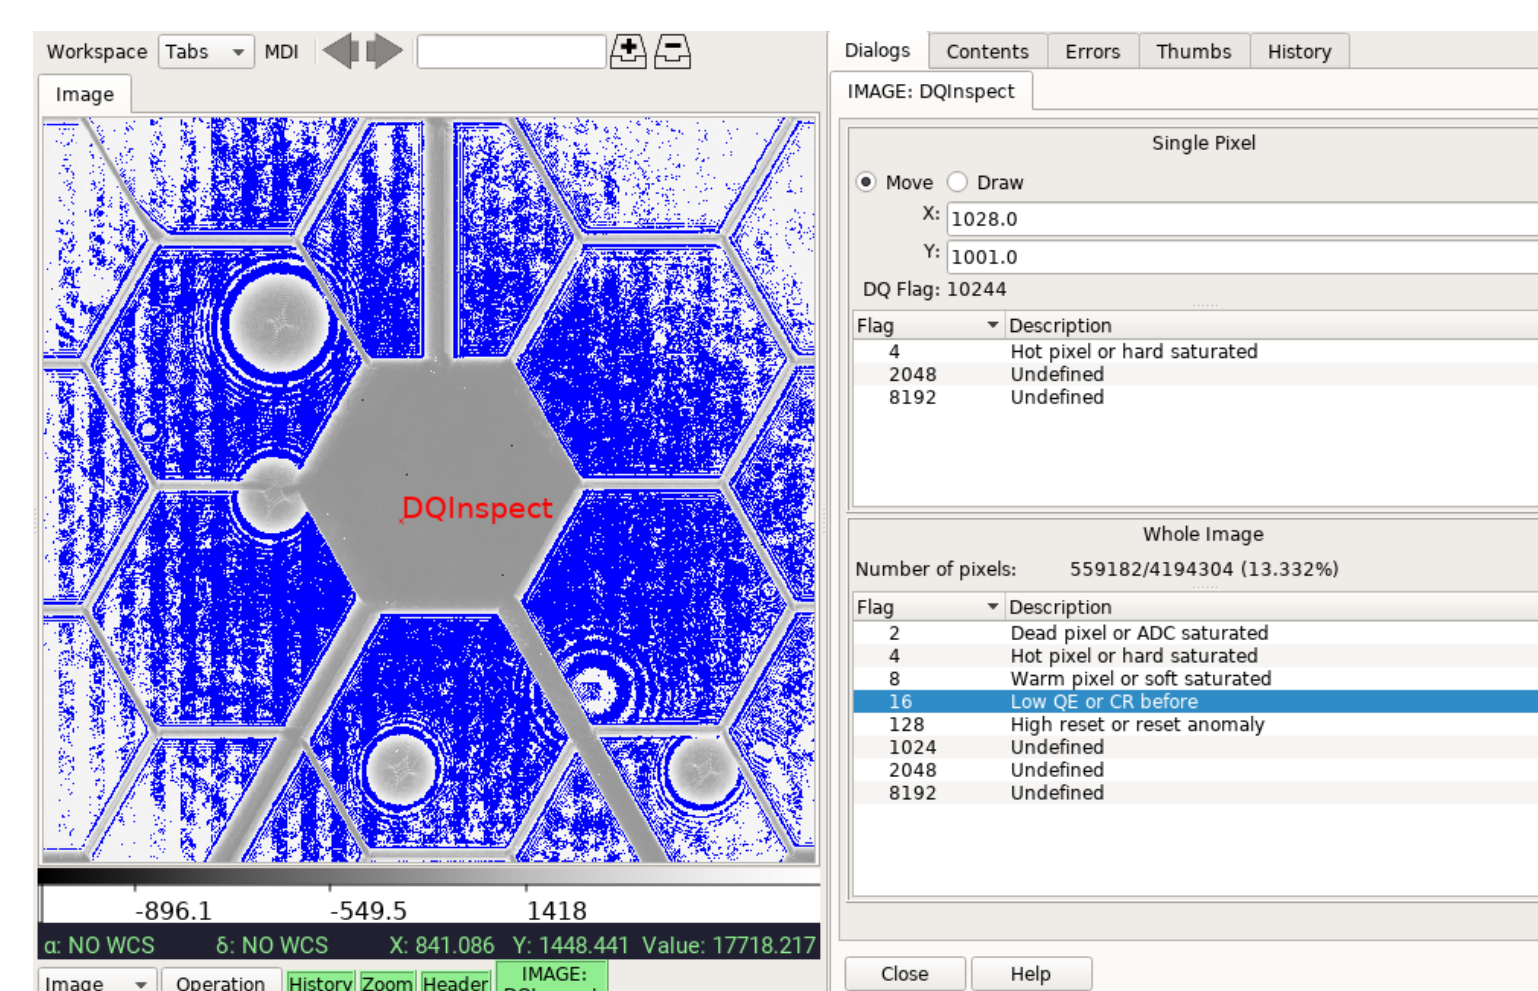 Workspace Tabs MDI
Image
DQInspect
-896.1 -549.5 1418
α: NO WCS δ: NO WCS X: 841.086 Y: 1448.441 Value: 17718.217
Image Operation History Zoom Header IMAGE:
Dialogs Contents Errors Thumbs History
IMAGE: DQInspect
Single Pixel
Move Draw
X: 1028.0
Y: 1001.0
DQ Flag: 10244
Flag Description
4 Hot pixel or hard saturated
2048 Undefined
8192 Undefined
Whole Image
Number of pixels: 559182/4194304 (13.332%)
Flag Description
2 Dead pixel or ADC saturated
4 Hot pixel or hard saturated
8 Warm pixel or soft saturated
16 Low QE or CR before
128 High reset or reset anomaly
1024 Undefined
2048 Undefined
8192 Undefined
Close Help